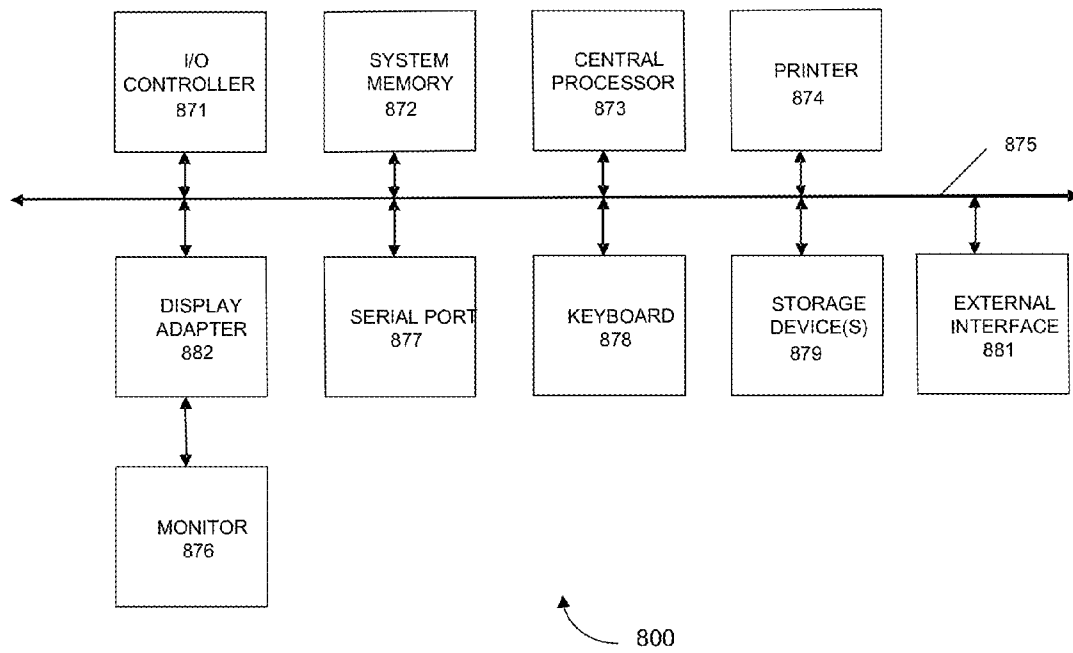 I/O
CONTROLLER
871
SYSTEM
MEMORY
872
CENTRAL
PROCESSOR
873
PRINTER
874
875
DISPLAY
ADAPTER
882
SERIAL PORT
877
KEYBOARD
878
STORAGE
DEVICE(S)
879
EXTERNAL
INTERFACE
881
MONITOR
876
800